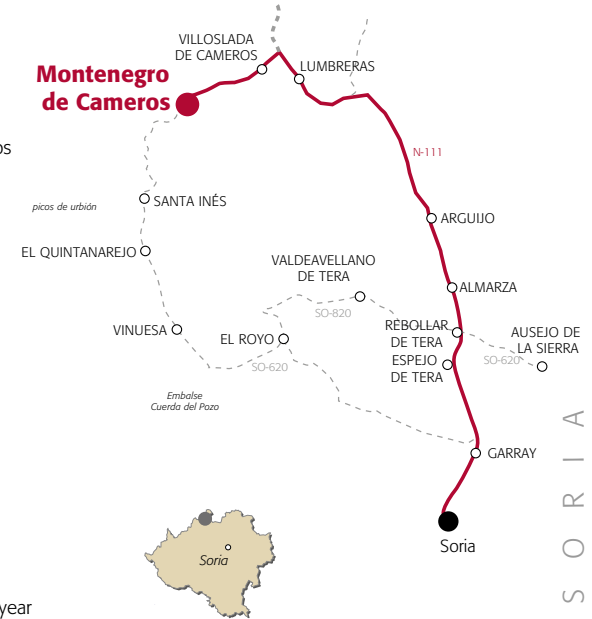 VILLOSLADA
DE CAMEROS
LUMBRERAS
Montenegro
de Cameros
os
N-111
picos de urbión
SANTA INÉS
ARGUIJO
EL QUINTANAREJO
VALDEAVELLANO
DE TERA
ALMARZA
SO-820
VINUESA
EL ROYO
REBOLLAR
DE TERA
AUSEJO DE
LA SIERRA
ESPEJO
DE TERA
SO-620
SO-620
Embalse
Cuerda del Pozo
GARRAY
SORIA
Soria
Soria
year